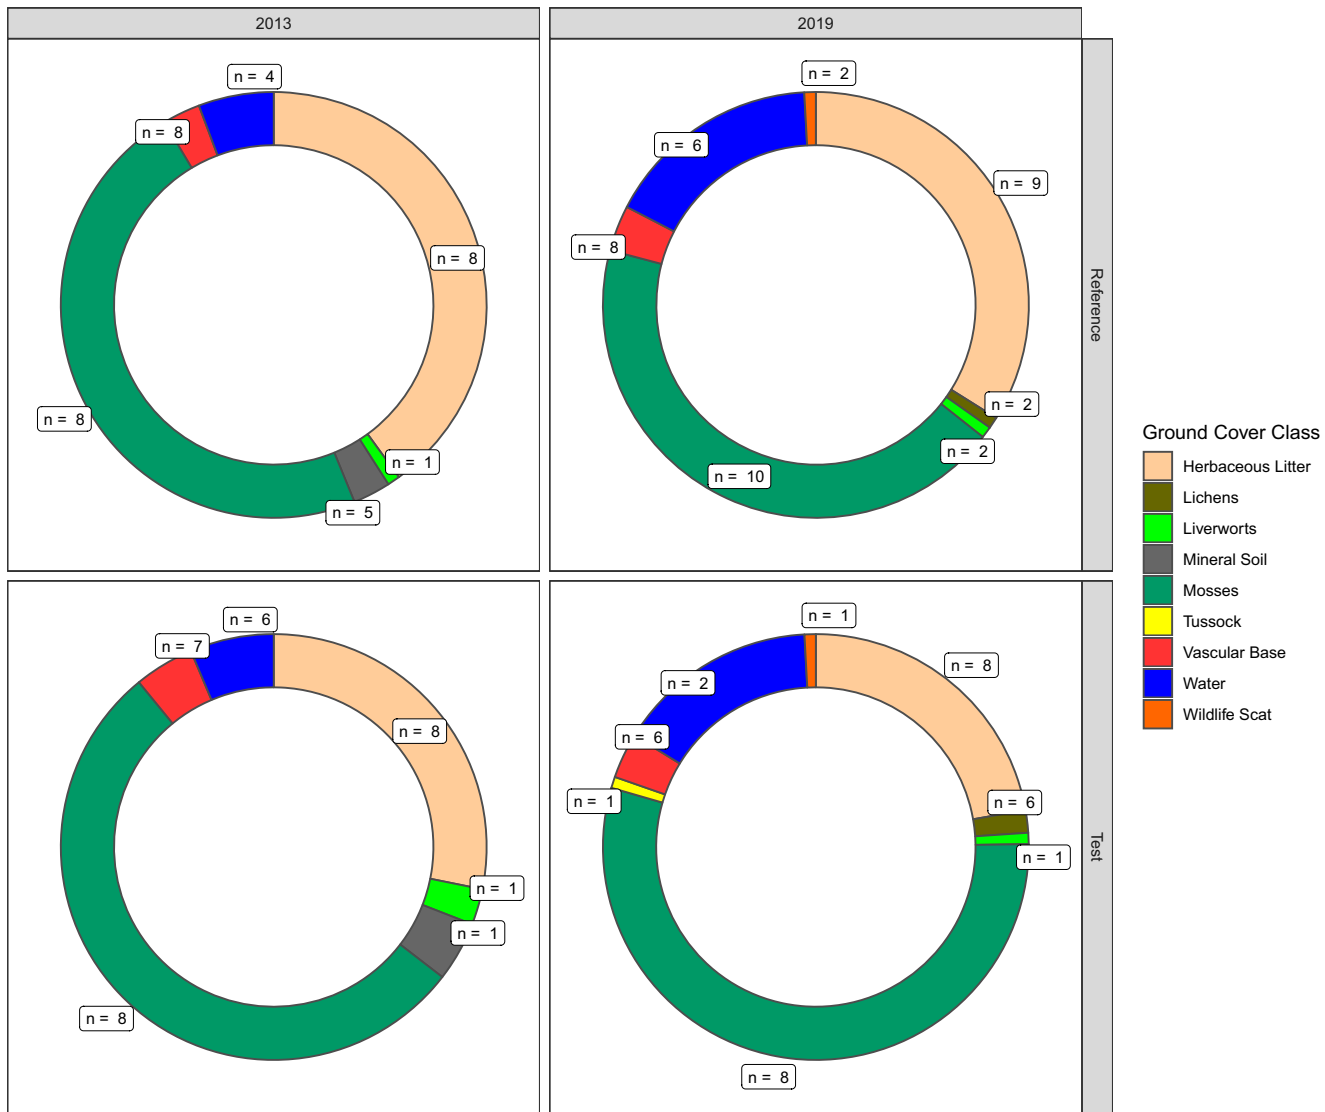 2013
2019
n = 4
n = 8
n = 8
n = 1
n = 5
n = 8
n = 2
n = 6
n = 9
n = 8
n = 2
n = 2
n = 10
Reference
n = 6
n = 7
n = 8
n = 1
n = 1
n = 8
n = 1
n = 8
n = 2
n = 6
n = 1
n = 6
n = 1
n = 8
Test
Ground Cover Class
Herbaceous Litter
Lichens
Liverworts
Mineral Soil
Mosses
Tussock
Vascular Base
Water
Wildlife Scat